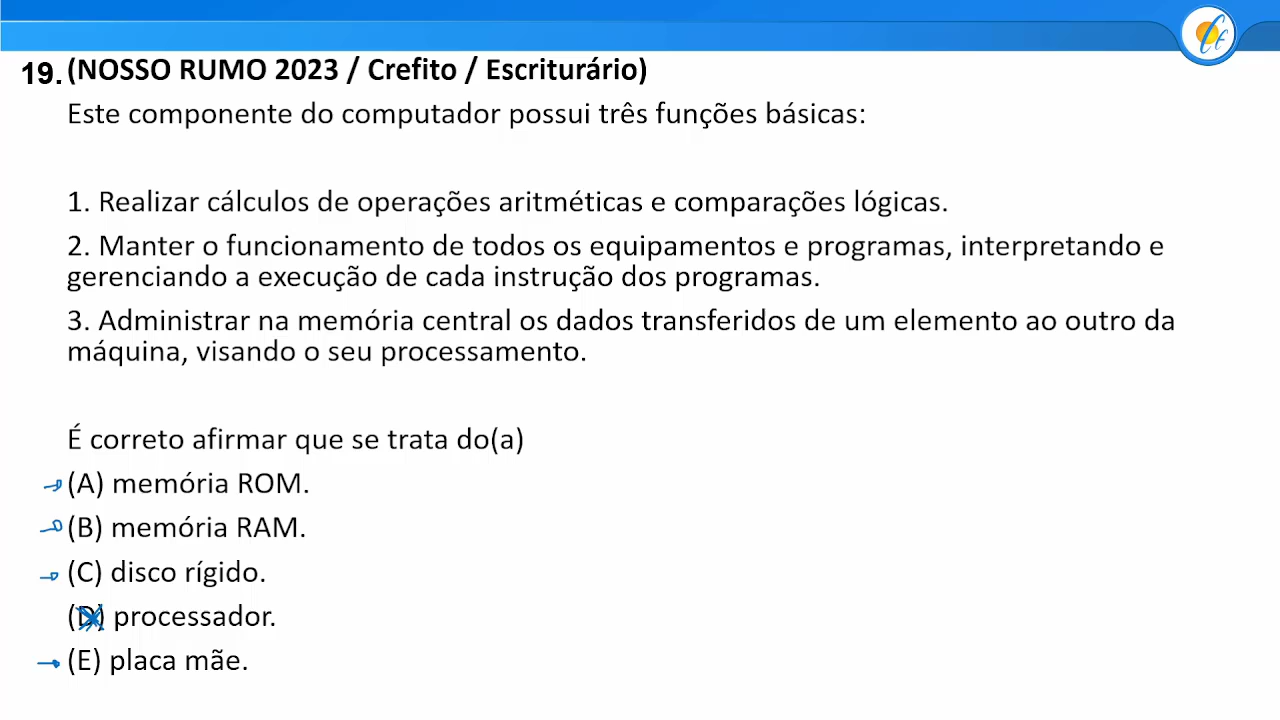 19. (NOSSO RUMO 2023 / Crefito / Escriturário)
Este componente do computador possui três funções básicas:
1. Realizar cálculos de operações aritméticas e comparações lógicas.
2. Manter o funcionamento de todos os equipamentos e programas, interpretando e
gerenciando a execução de cada instrução dos programas.
3. Administrar na memória central os dados transferidos de um elemento ao outro da
máquina, visando o seu processamento.
É correto afirmar que se trata do(a)
(A) memória ROM.
(B) memória RAM.
(C) disco rígido.
(D) processador.
(E) placa mãe.